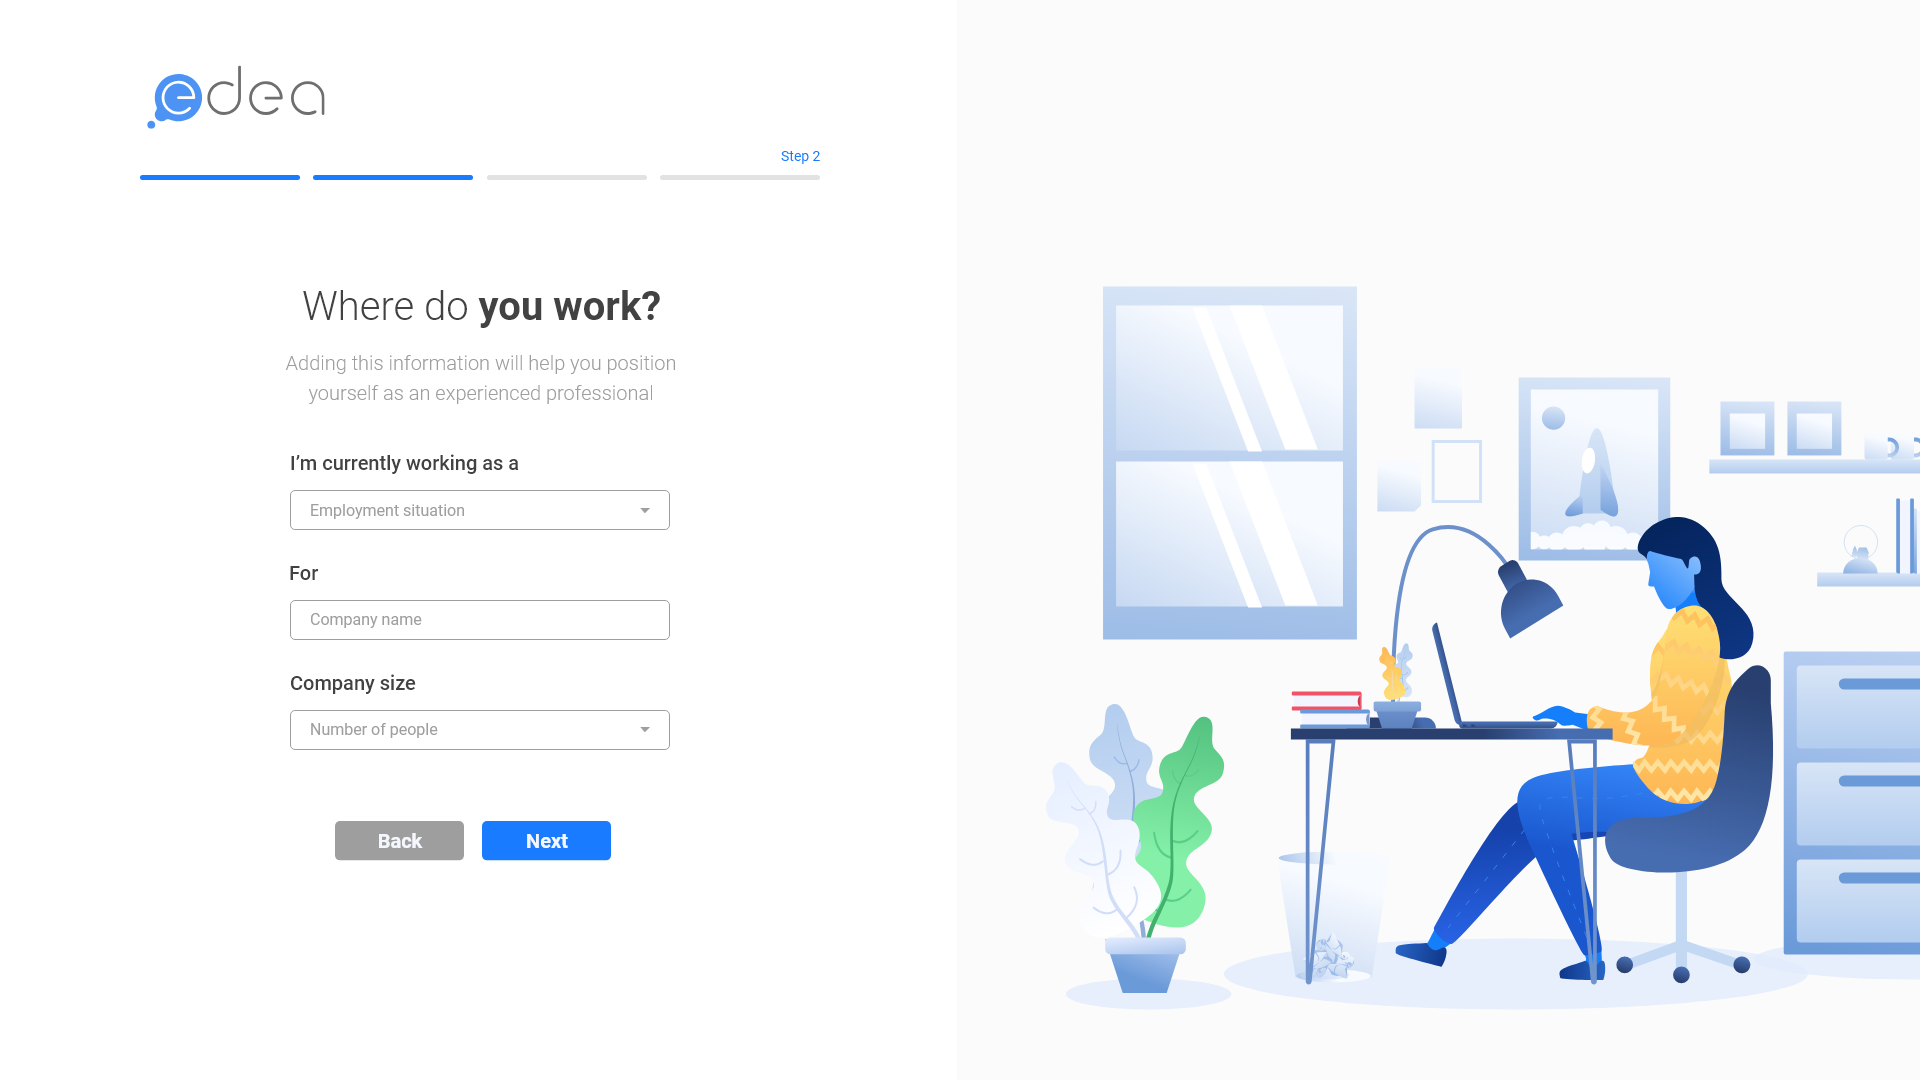 edea
Step 2
Where do you work?
Adding this information will help you position
yourself as an experienced professional
I’m currently working as a
Employment situation
For
Company name
Company size
Number of people
Back
Next